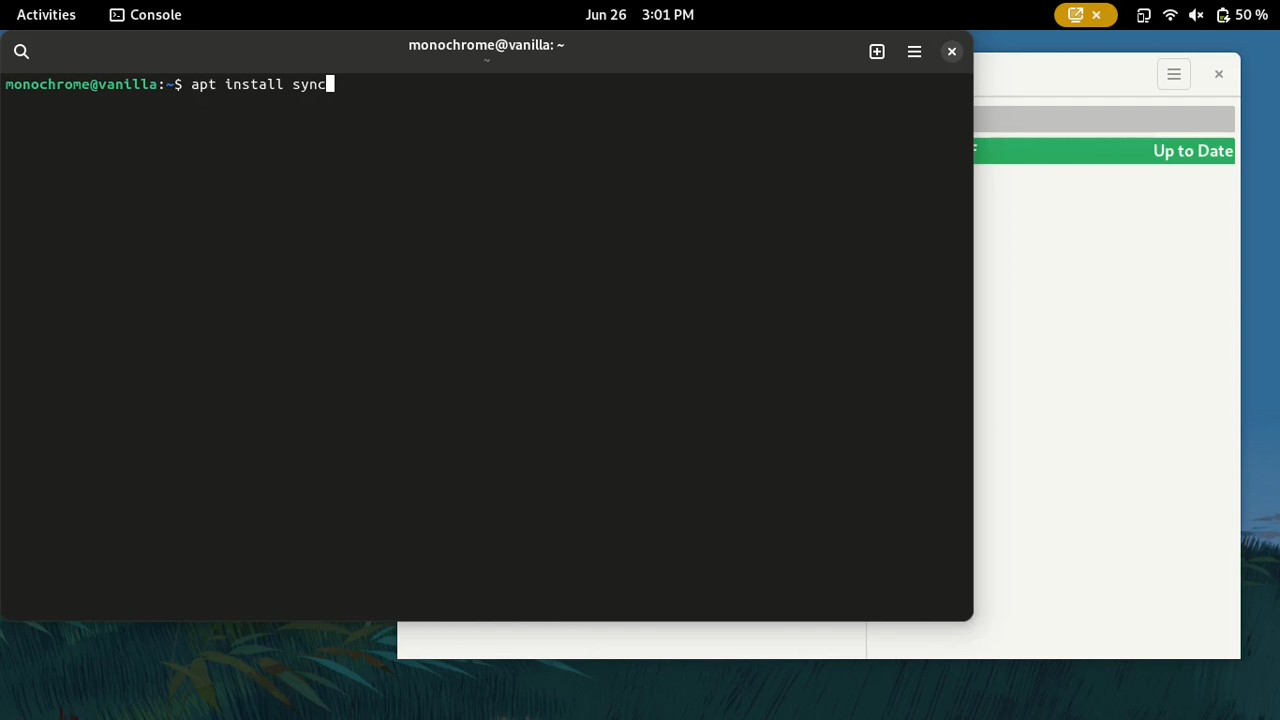 Activities Console Jun 26 3:01 PM 50 %
monochrome@vanilla: ~
~
monochrome@vanilla:~$ apt install sync
Up to Date